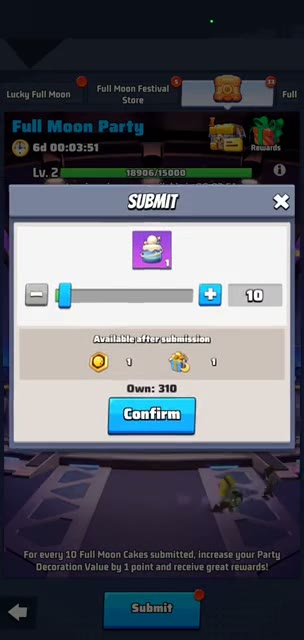 Lucky Full Moon
Full Moon Festival
Store
5
23
Full
Full Moon Party
6d 00:03:51
Rewards
Lv. 2
18906/15000
SUBMIT
1
10
Available after submission
1
1
Own: 310
Confirm
For every 10 Full Moon Cakes submitted, increase your Party
Decoration Value by 1 point and receive great rewards!
Submit